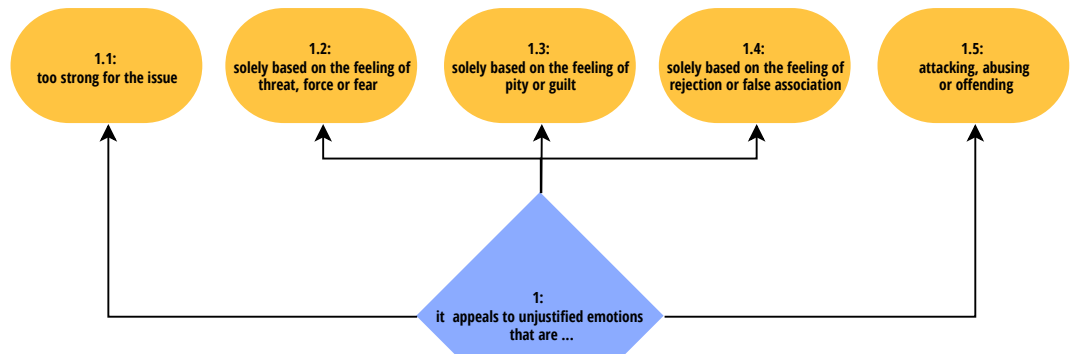 1.1:
too strong for the issue
1.2:
solely based on the feeling of
threat, force or fear
1.3:
solely based on the feeling of
pity or guilt
1.4:
solely based on the feeling of
rejection or false association
1.5:
attacking, abusing
or offending
1:
it appeals to unjustified emotions
that are ...